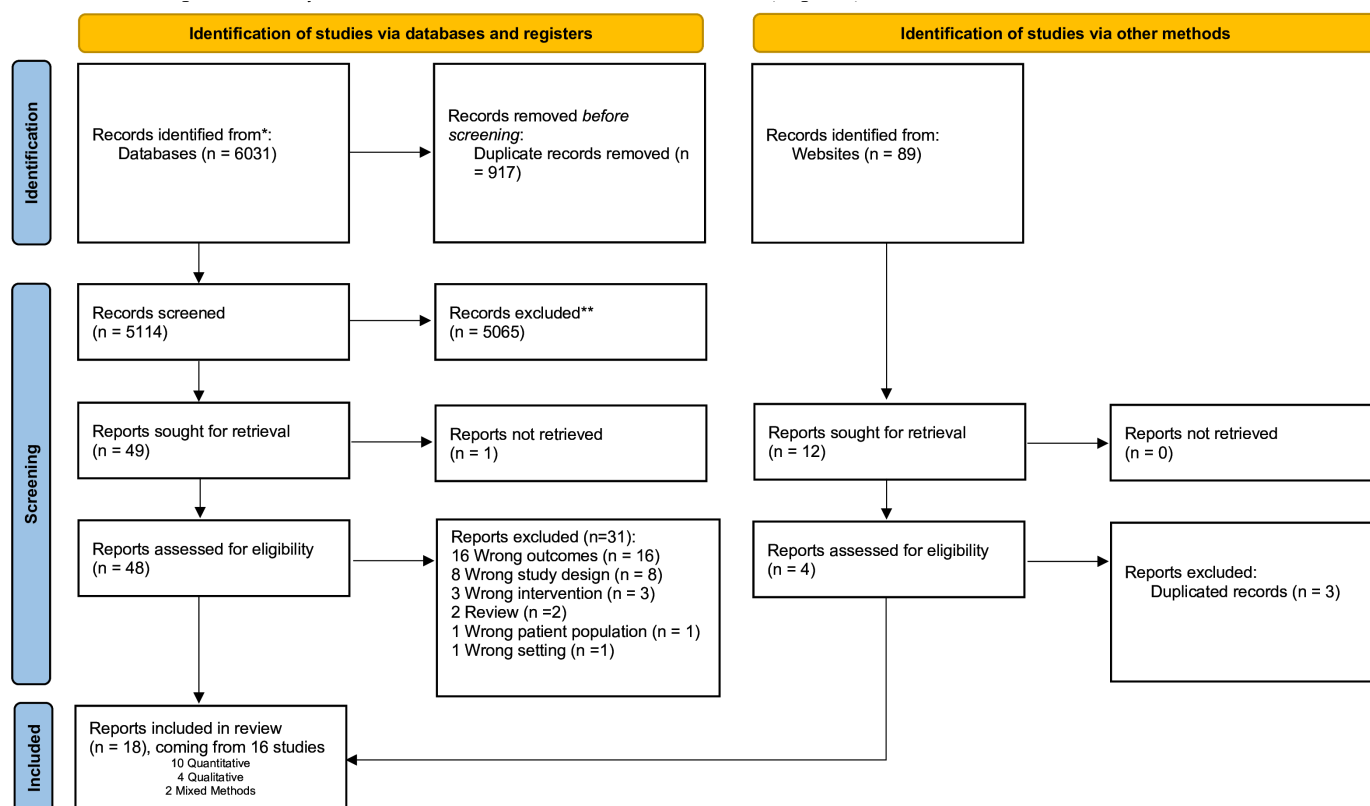 Identification of studies via databases and registers
Identification of studies via other methods
Identification
Records identified from*:
Databases (n = 6031)
Records removed before
screening:
Duplicate records removed (n
= 917)
Records identified from:
Websites (n = 89)
Screening
Records screened
(n = 5114)
Records excluded**
(n = 5065)
Reports sought for retrieval
(n = 49)
Reports not retrieved
(n = 1)
Reports sought for retrieval
(n = 12)
Reports not retrieved
(n = 0)
Reports assessed for eligibility
(n = 48)
Reports excluded (n=31):
16 Wrong outcomes (n = 16)
8 Wrong study design (n = 8)
3 Wrong intervention (n = 3)
2 Review (n =2)
1 Wrong patient population (n = 1)
1 Wrong setting (n =1)
Reports assessed for eligibility
(n = 4)
Reports excluded:
Duplicated records (n = 3)
Included
Reports included in review
(n = 18), coming from 16 studies
10 Quantitative
4 Qualitative
2 Mixed Methods